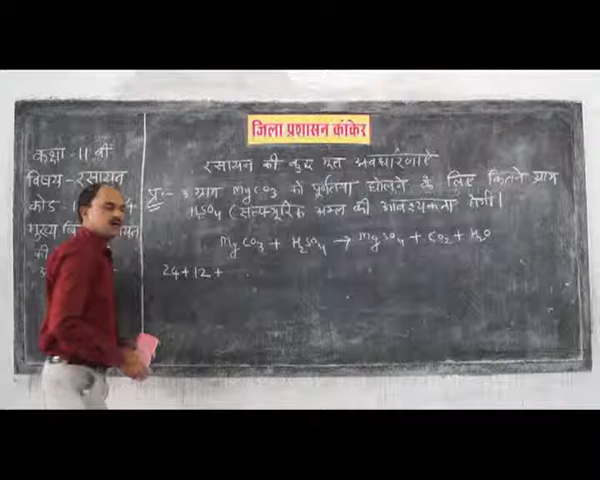 जिला प्रशासन कांकेर
रसायन की कुछ मूल अवधारणाएँ
कक्षा - 11 वीं
विषय - रसायन
कोड -
प्र:- 3 ग्राम MgCO3 को पूर्णतया घोलने के लिए कितने ग्राम
H2SO4 (सल्फ्यूरिक अम्ल की आवश्यकता होगी।
MgCO3 + H2SO4 → MgSO4 + CO2 + H2O
24+12+